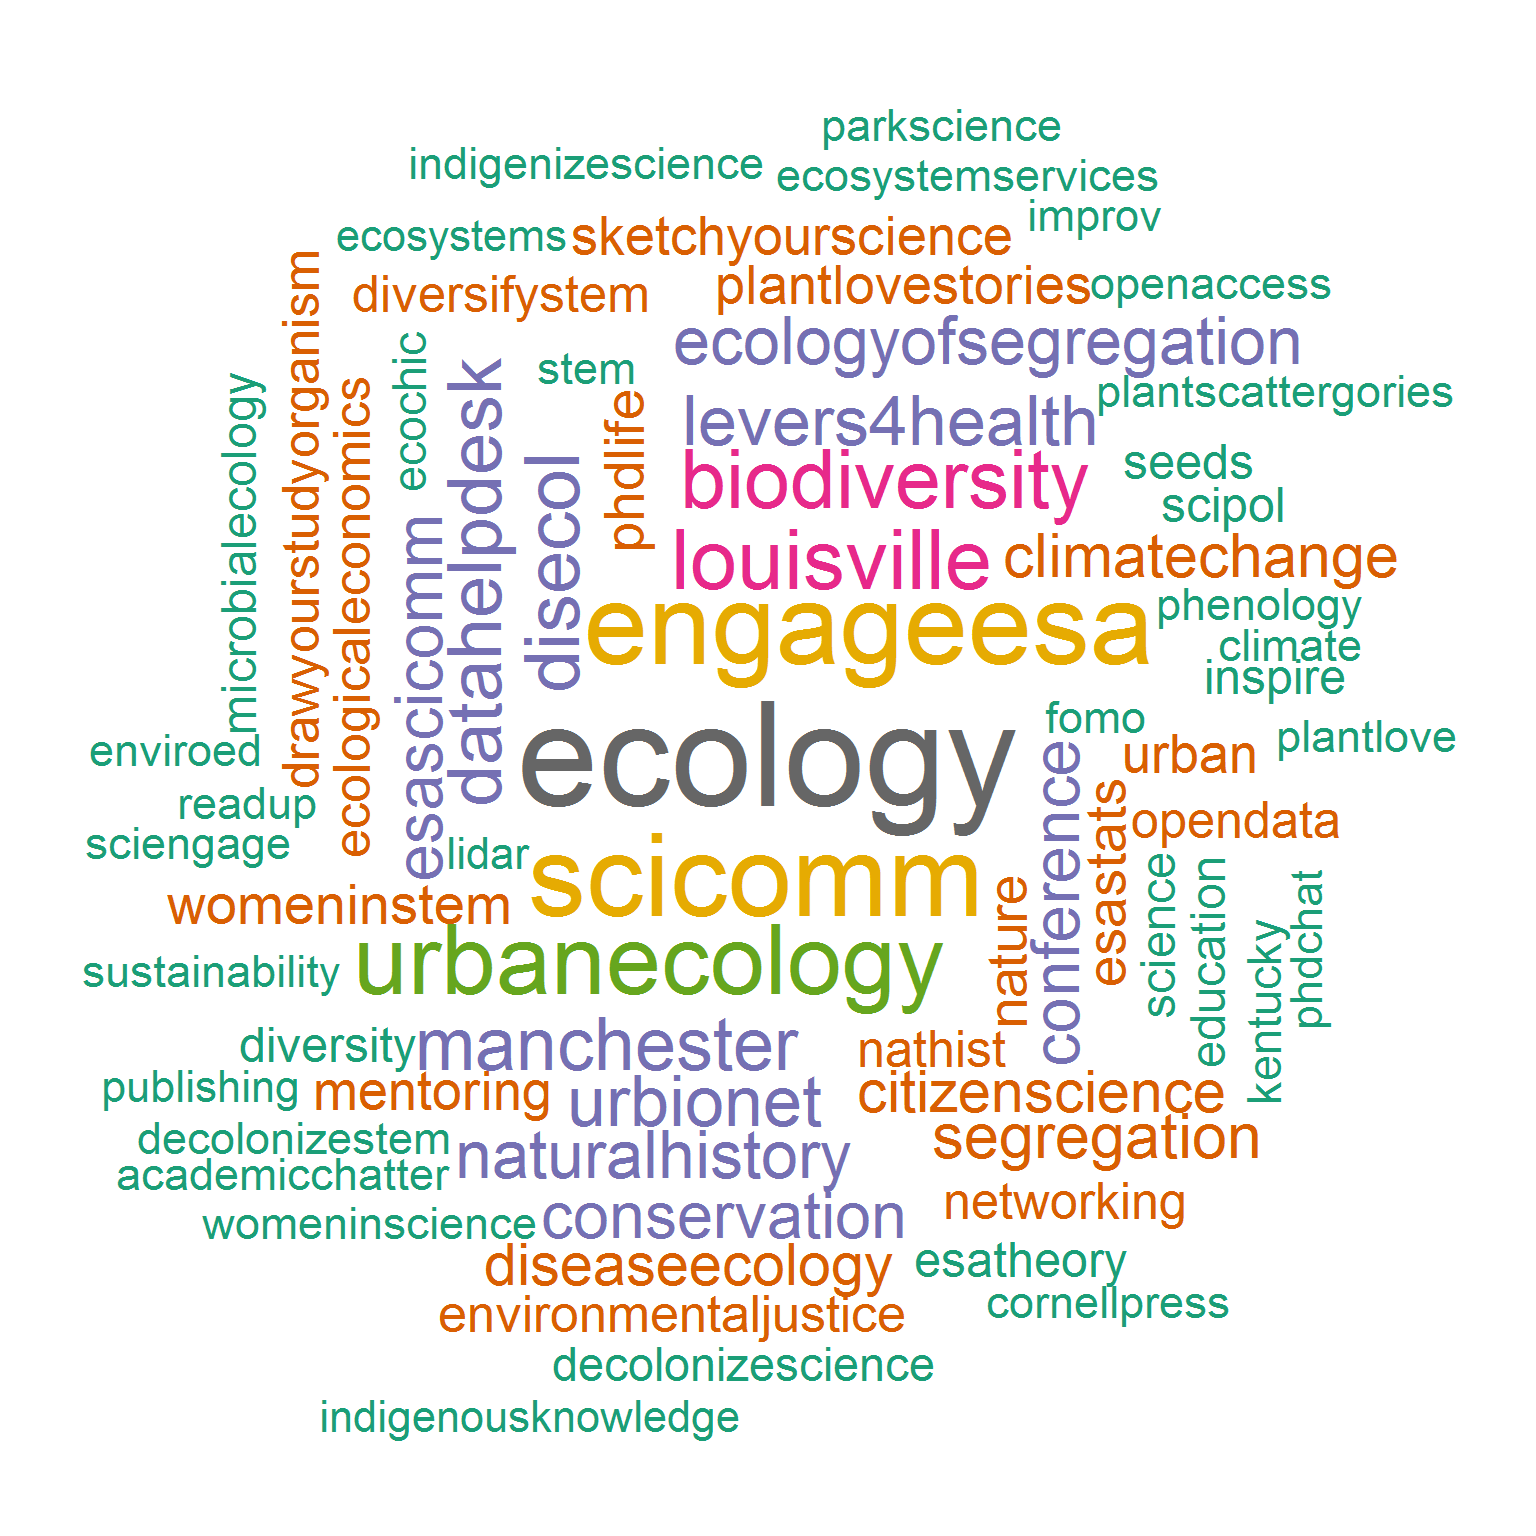 parkscience
indigenizescience
ecosystemservices
improv
ecosystems
sketchyourscience
diversifystem
plantlovestories
openaccess
ecologyofsegregation
stem
plantscattergories
levers4health
biodiversity
seeds
scipol
louisville
climatechange
engageesa
phenology
climate
inspire
microbialecology
drawyourstudyorganism
ecologicaleconomics
ecochic
esascicomm
datahelpdesk
disecol
phdlife
ecology
fomo
urban
plantlove
enviroed
readup
sciengage
lidar
scicomm
opendata
womeninstem
urbanecology
sustainability
nature
conference
esastats
science
education
kentucky
phdchat
diversity
manchester
nathist
publishing
mentoring
urbionet
citizenscience
decolonizestem
naturalhistory
segregation
academicchatter
womeninscience
conservation
networking
diseaseecology
esatheory
environmentaljustice
cornellpress
decolonizescience
indigenousknowledge